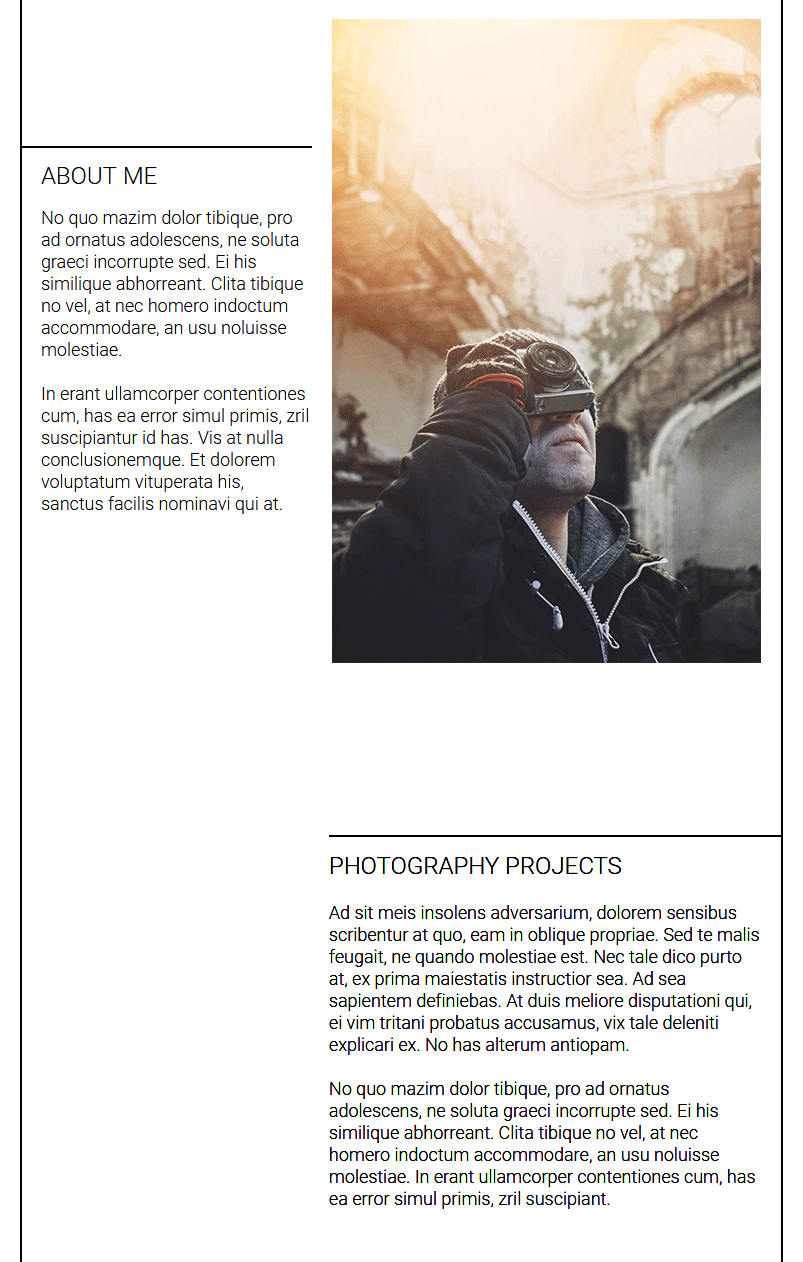 ABOUT ME
No quo mazim dolor tibique, pro
ad ornatus adolescens, ne soluta
graeci incorrupte sed. Ei his
similique abhorreant. Clita tibique
no vel, at nec homero indoctum
accommodare, an usu noluisse
molestiae.
In erant ullamcorper contentiones
cum, has ea error simul primis, zril
suscipiantur id has. Vis at nulla
conclusionemque. Et dolorem
voluptatum vituperata his,
sanctus facilis nominavi qui at.
PHOTOGRAPHY PROJECTS
Ad sit meis insolens adversarium, dolorem sensibus
scribentur at quo, eam in oblique propriae. Sed te malis
feugait, ne quando molestiae est. Nec tale dico purto
at, ex prima maiestatis instructior sea. Ad sea
sapientem definiebas. At duis meliore disputationi qui,
ei vim tritani probatus accusamus, vix tale deleniti
explicari ex. No has alterum antiopam.
No quo mazim dolor tibique, pro ad ornatus
adolescens, ne soluta graeci incorrupte sed. Ei his
similique abhorreant. Clita tibique no vel, at nec
homero indoctum accommodare, an usu noluisse
molestiae. In erant ullamcorper contentiones cum, has
ea error simul primis, zril suscipiant.